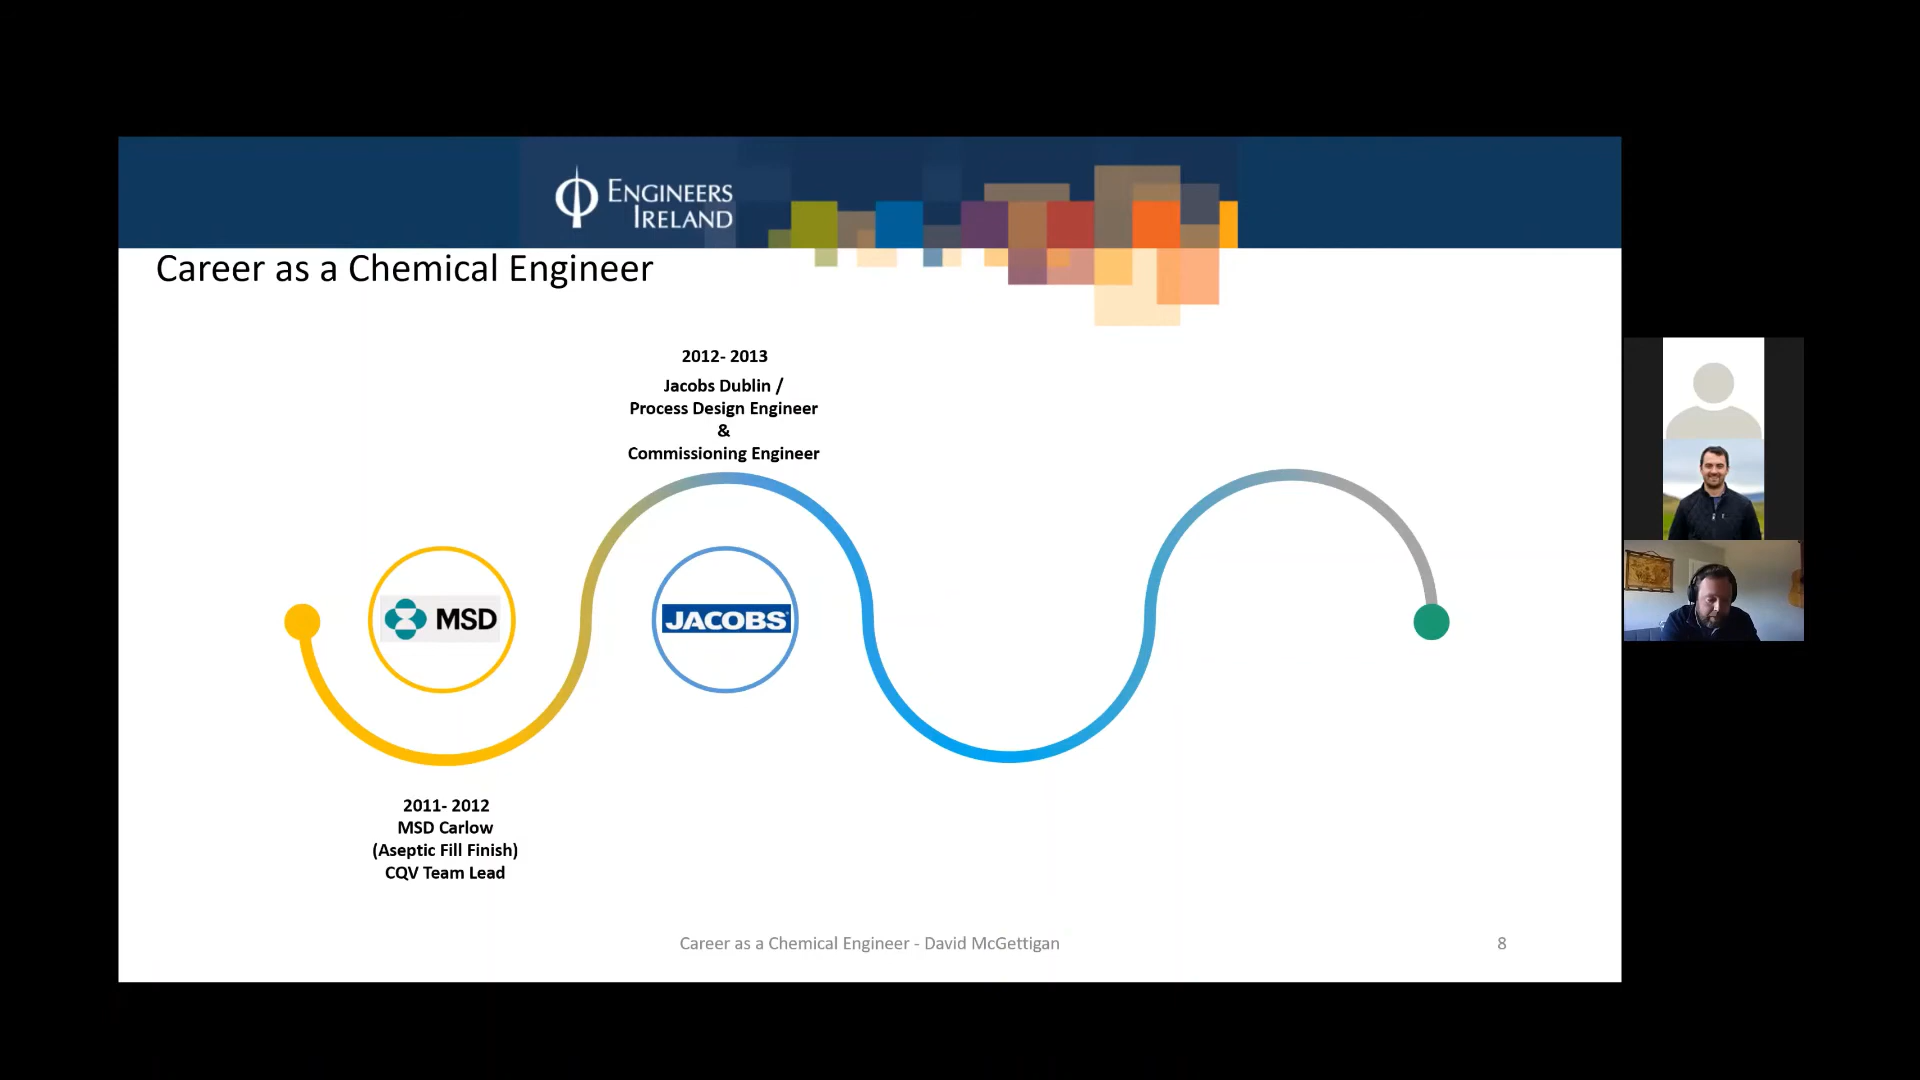 ENGINEERS
IRELAND
Career as a Chemical Engineer
2012- 2013
Jacobs Dublin /
Process Design Engineer
&
Commissioning Engineer
MSD
JACOBS
2011- 2012
MSD Carlow
(Aseptic Fill Finish)
CQV Team Lead
Career as a Chemical Engineer - David McGettigan
8